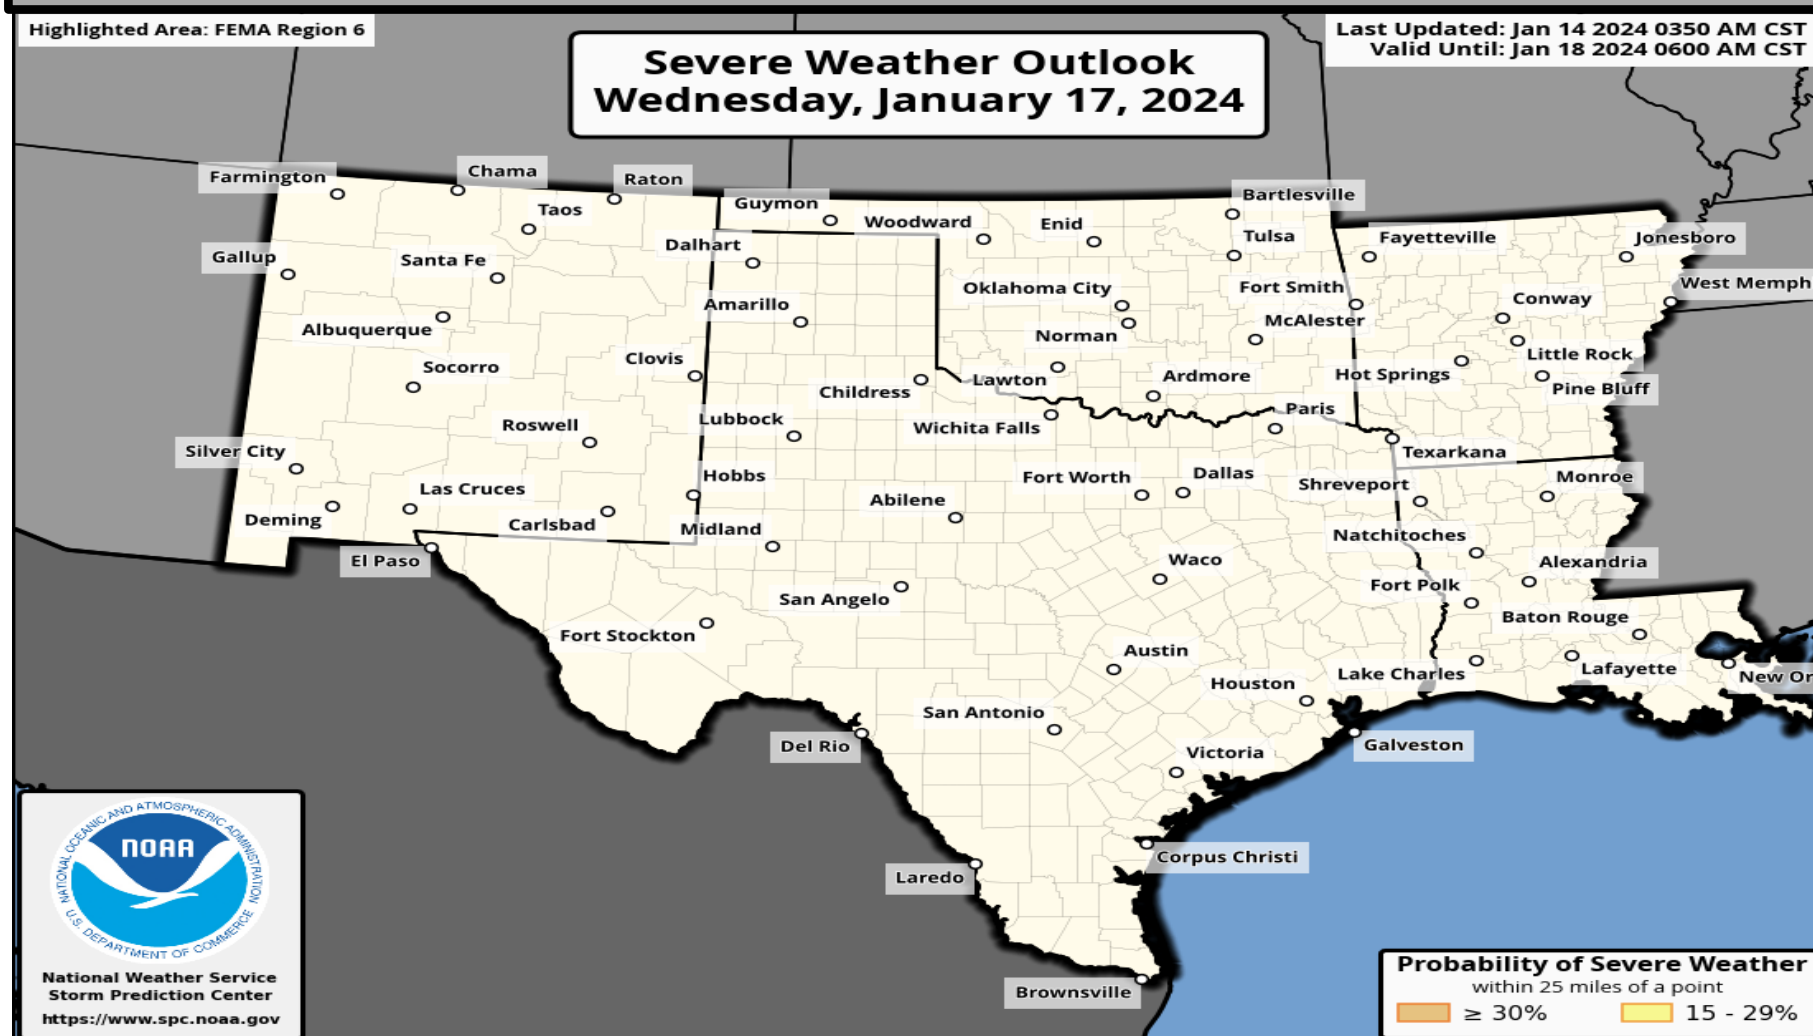 Highlighted Area: FEMA Region 6
Last Updated: Jan 14 2024 0350 AM CST
Valid Until: Jan 18 2024 0600 AM CST
Severe Weather Outlook
Wednesday, January 17, 2024
Farmington
Chama
Raton
Taos
Guymon
Woodward
Enid
Bartlesville
Gallup
Santa Fe
Dalhart
Tulsa
Fayetteville
Jonesboro
Albuquerque
Amarillo
Oklahoma City
Fort Smith
Conway
West Memph
Socorro
Clovis
Norman
McAlester
Little Rock
Childress
Lawton
Ardmore
Hot Springs
Pine Bluff
Roswell
Lubbock
Wichita Falls
Paris
Texarkana
Silver City
Las Cruces
Hobbs
Abilene
Fort Worth
Dallas
Shreveport
Monroe
Deming
Carlsbad
Midland
Natchitoches
El Paso
Waco
Alexandria
San Angelo
Fort Polk
Fort Stockton
Baton Rouge
Austin
Houston
Lake Charles
Lafayette
New Or
San Antonio
Del Rio
Victoria
Galveston
Laredo
Corpus Christi
Brownsville
NATIONAL OCEANIC AND ATMOSPHERIC ADMINISTRATION
NOAA
U.S. DEPARTMENT OF COMMERCE
National Weather Service
Storm Prediction Center
https://www.spc.noaa.gov
Probability of Severe Weather
within 25 miles of a point
≥ 30%
15 - 29%